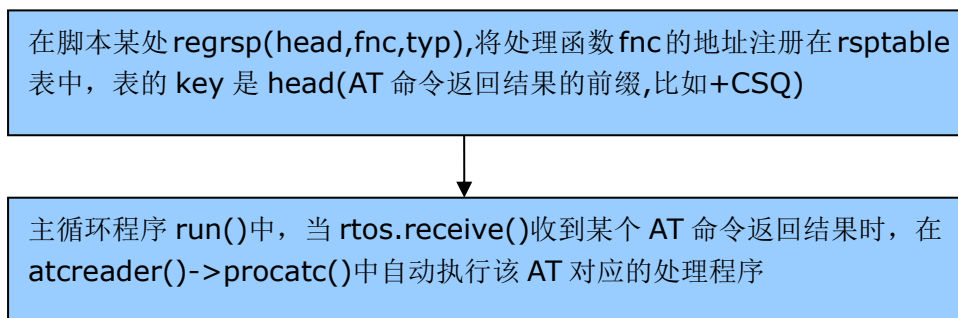 在脚本某处 regrsp(head,fnc,typ),将处理函数 fnc 的地址注册在 rsptable
表中，表的 key 是 head(AT 命令返回结果的前缀,比如+CSQ)
主循环程序 run()中，当 rtos.receive()收到某个 AT 命令返回结果时，在
atcreader()->procatc()中自动执行该 AT 对应的处理程序